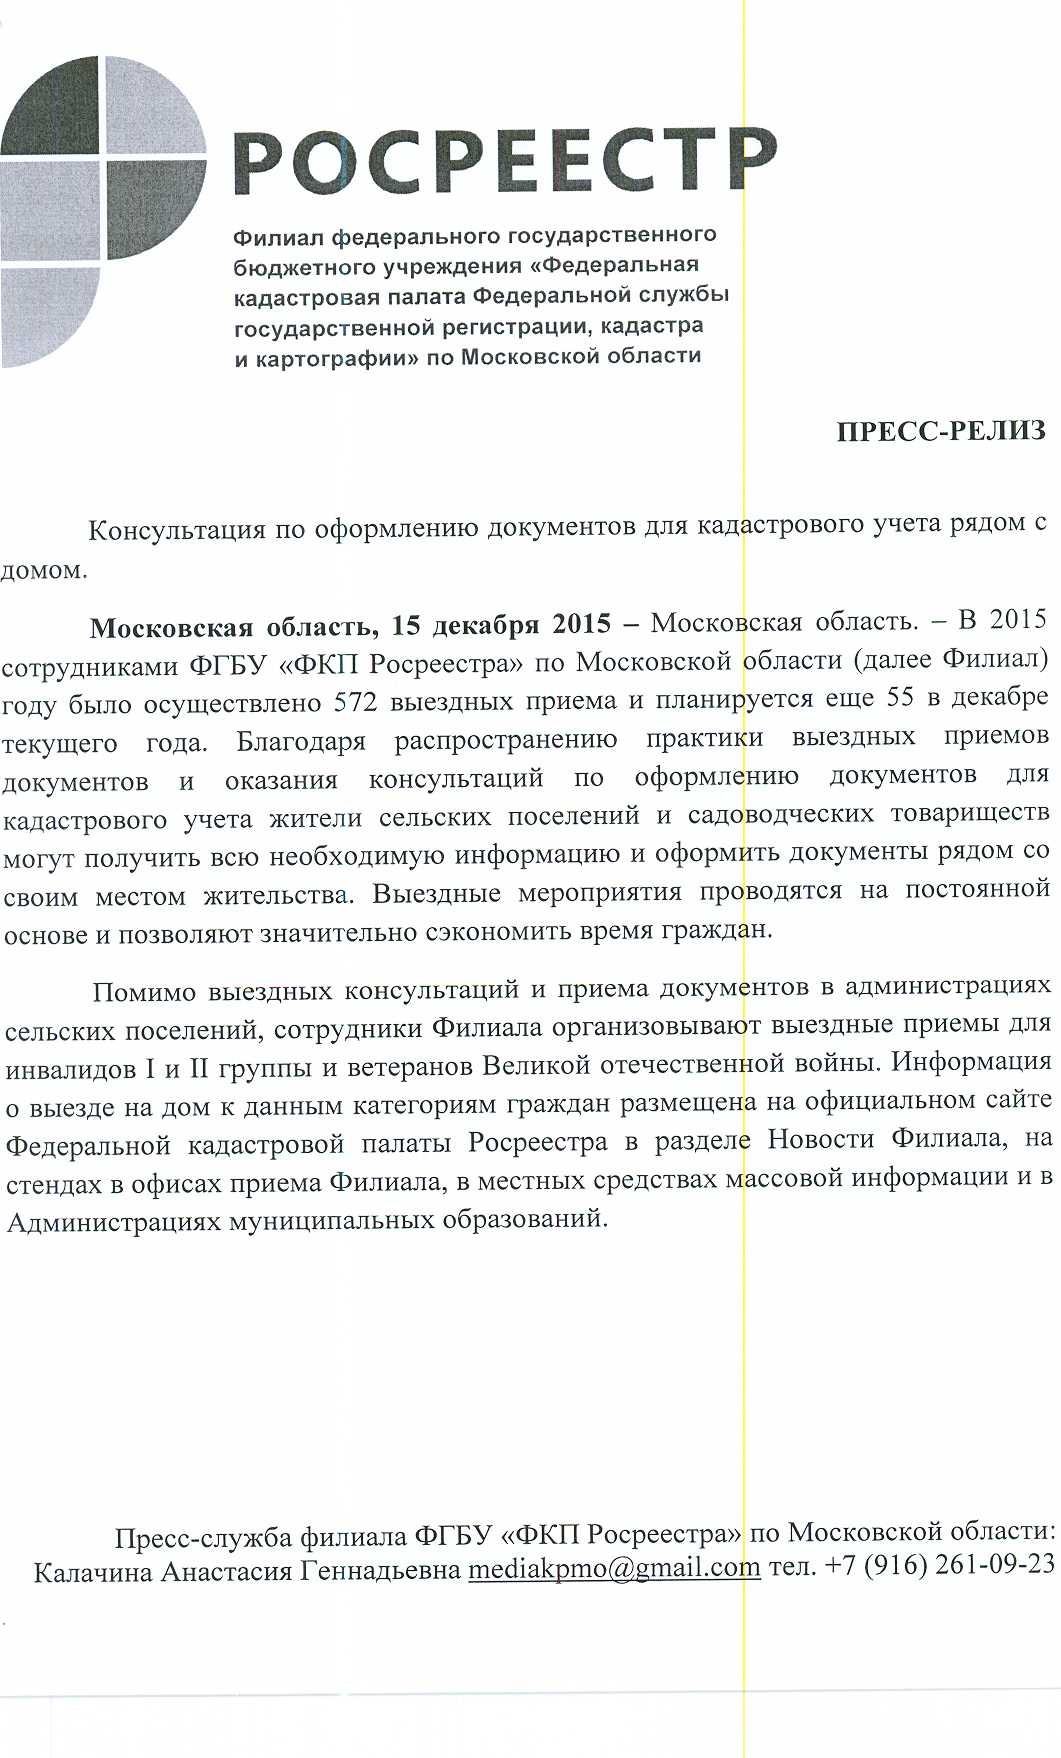 РОСРЕЕСТР
Филиал федерального государственного
бюджетного учреждения «Федеральная
кадастровая палата Федеральной службы
государственной регистрации, кадастра
и картографии» по Московской области
ПРЕСС-РЕЛИЗ
Консультация по оформлению документов для кадастрового учета рядом с
домом.
Московская область, 15 декабря 2015 – Московская область. – В 2015
сотрудниками ФГБУ «ФКП Росреестра» по Московской области (далее Филиал)
году было осуществлено 572 выездных приема и планируется еще 55 в декабре
текущего года. Благодаря распространению практики выездных приемов
документов и оказания консультаций по оформлению документов для
кадастрового учета жители сельских поселений и садоводческих товариществ
могут получить всю необходимую информацию и оформить документы рядом со
своим местом жительства. Выездные мероприятия проводятся на постоянной
основе и позволяют значительно сэкономить время граждан.
Помимо выездных консультаций и приема документов в администрациях
сельских поселений, сотрудники Филиала организовывают выездные приемы для
инвалидов I и II группы и ветеранов Великой отечественной войны. Информация
о выезде на дом к данным категориям граждан размещена на официальном сайте
Федеральной кадастровой палаты Росреестра в разделе Новости Филиала, на
стендах в офисах приема Филиала, в местных средствах массовой информации и в
Администрациях муниципальных образований.
Пресс-служба филиала ФГБУ «ФКП Росреестра» по Московской области:
Калачина Анастасия Геннадьевна mediakpmo@gmail.com тел. +7 (916) 261-09-23